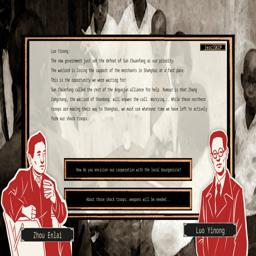 [esc]SKIP
Luo Yinong:
The new government just set the defeat of Sun Chuanfang as our priority.
The warlord is losing the support of the merchants in Shanghai at a fast pace.
This is the opportunity we were waiting for!
Sun Chuanfang called the rest of the Anguojun alliance for help. Rumour is that Zhang
Zongchang, the warlord of Shandong, will answer the call. Worrying... While these northern
troops are making their way to Shanghai, we must use whatever time we have left to actively
form our shock troops.
How do you envision our cooperation with the local bourgeoisie?
About those shock troops, weapons will be needed...
Zhou Enlai
Luo Yinong